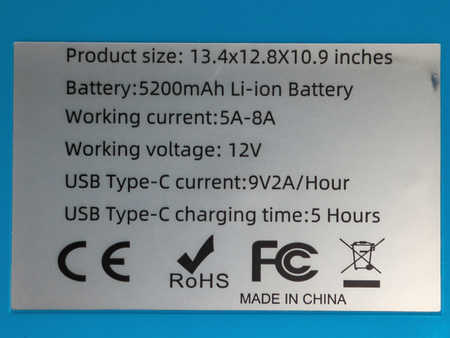 Product size: 13.4x12.8X10.9 inches
Battery:5200mAh Li-ion Battery
Working current:5A-8A
Working voltage: 12V
USB Type-C current:9V2A/Hour
USB Type-C charging time:5 Hours
CE RoHS FC
MADE IN CHINA